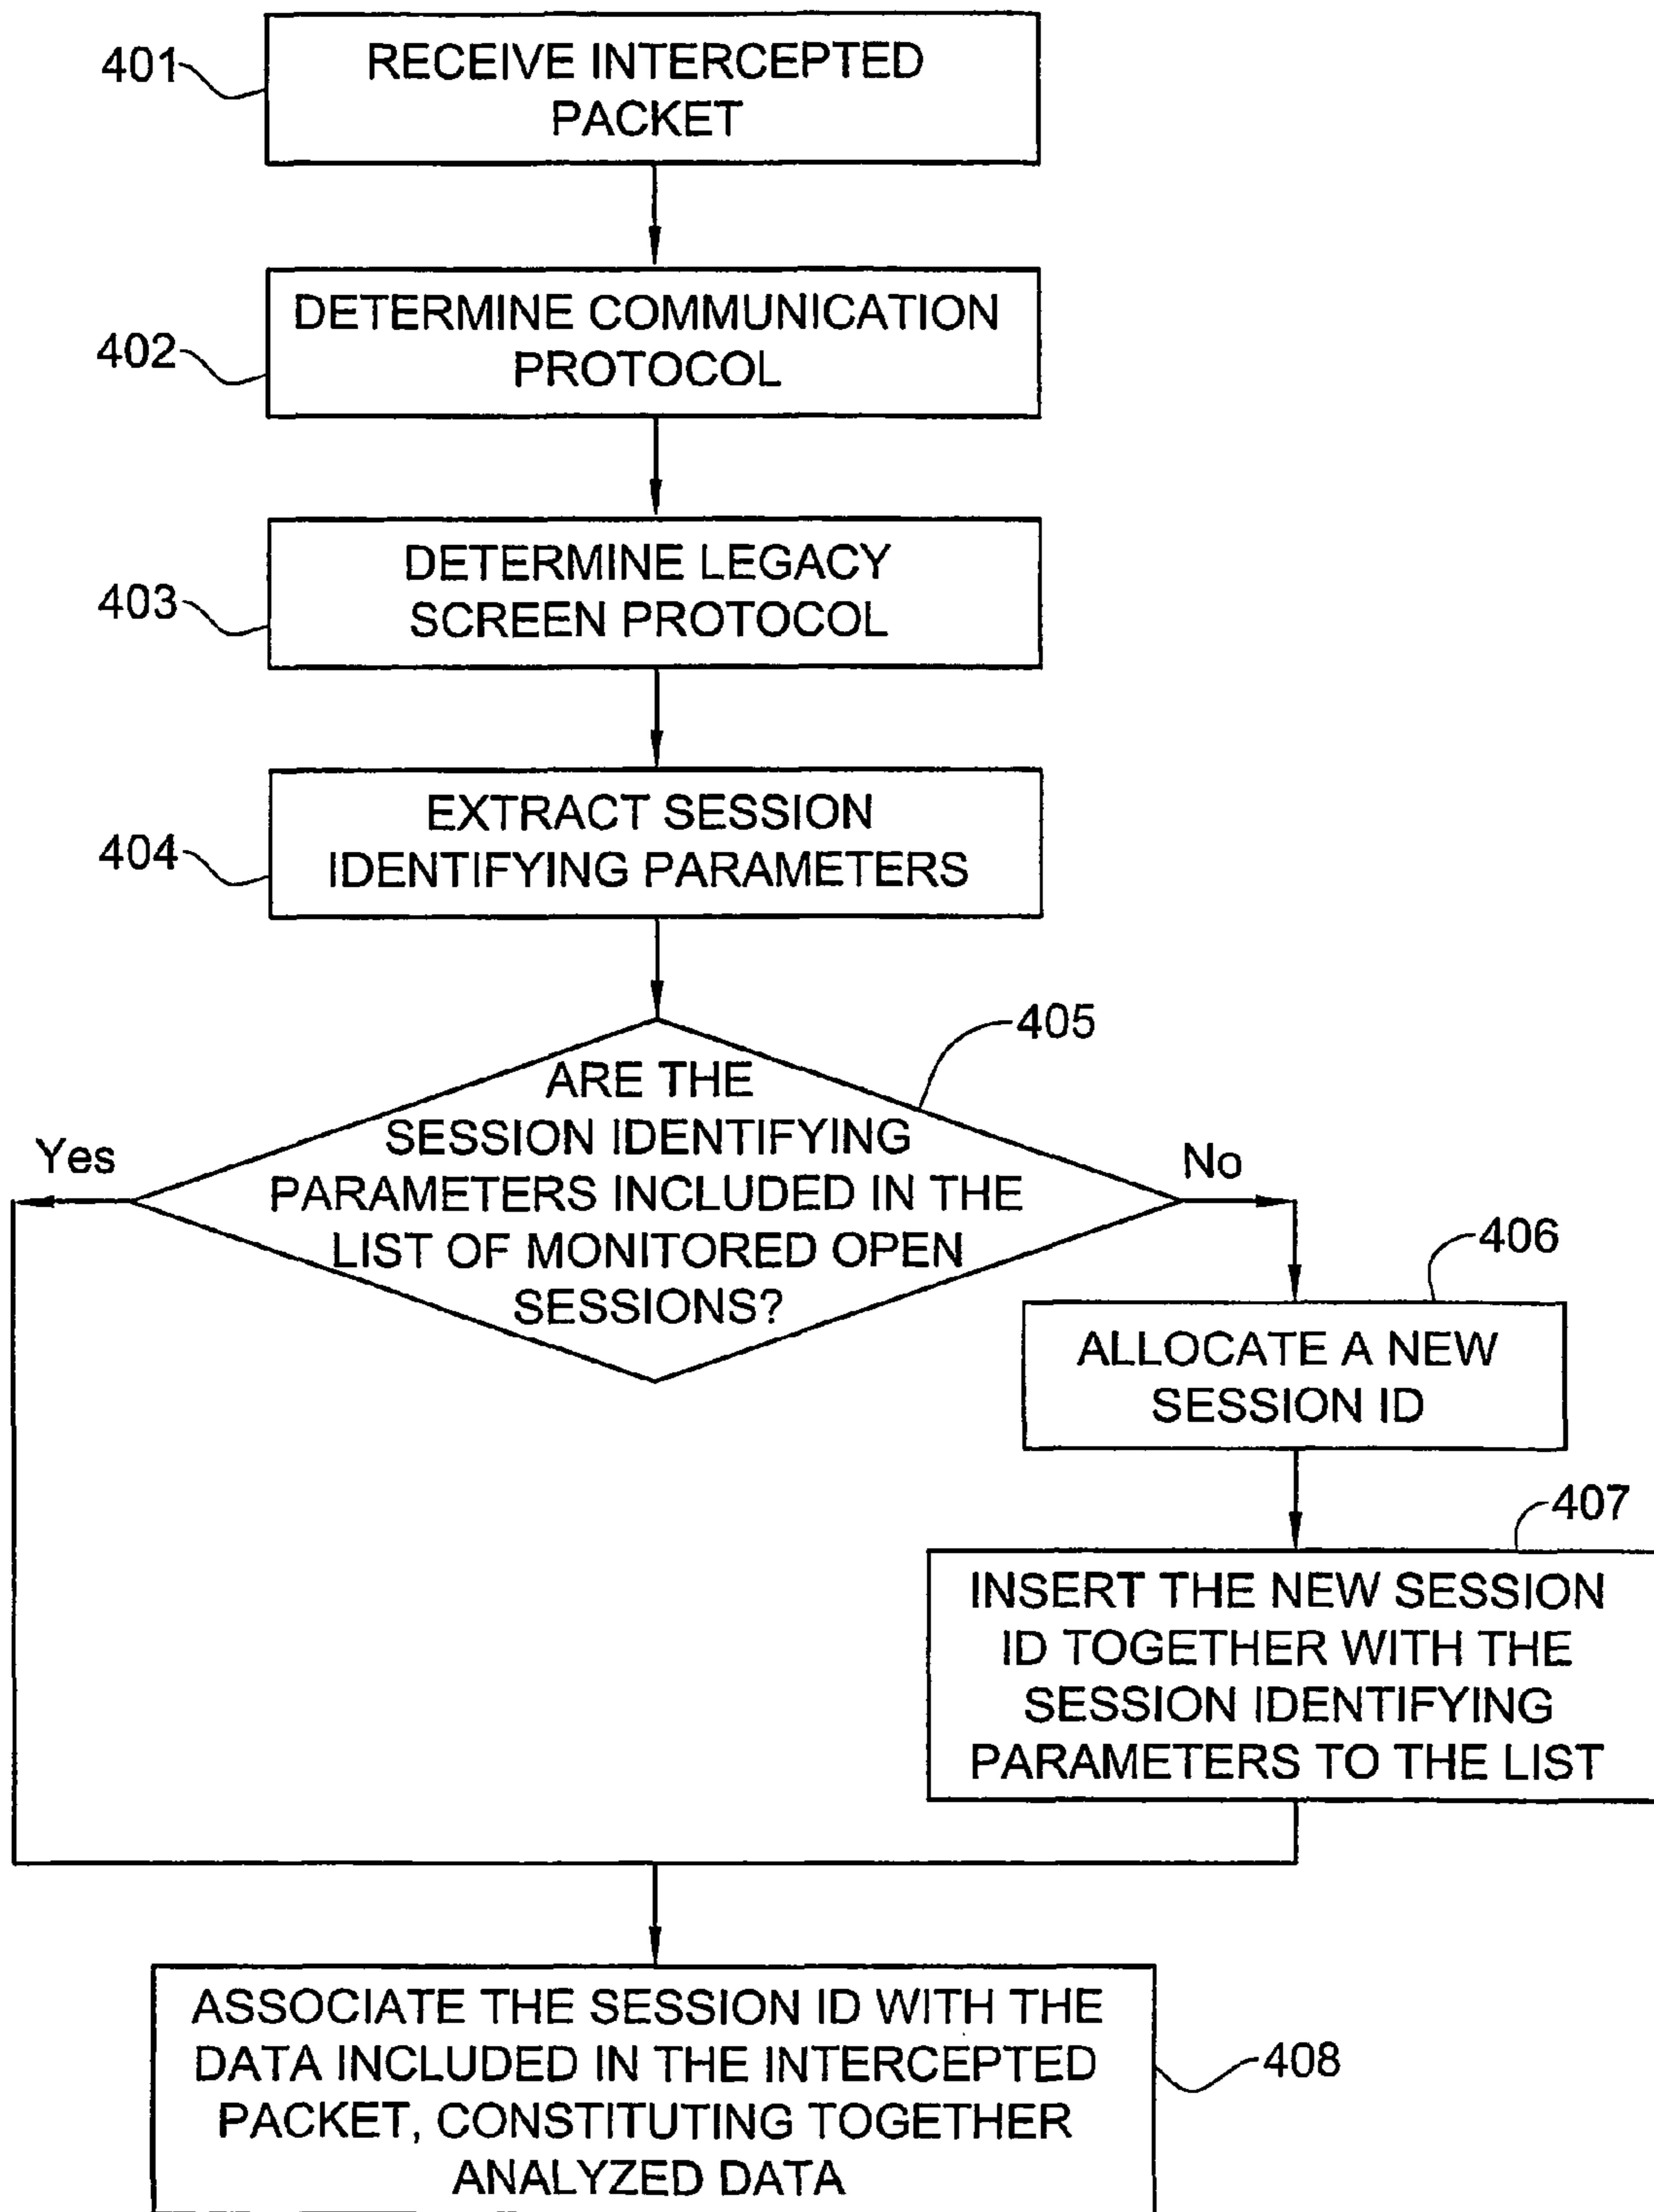 401
RECEIVE INTERCEPTED
PACKET
402
DETERMINE COMMUNICATION
PROTOCOL
403
DETERMINE LEGACY
SCREEN PROTOCOL
404
EXTRACT SESSION
IDENTIFYING PARAMETERS
405
ARE THE
SESSION IDENTIFYING
PARAMETERS INCLUDED IN THE
LIST OF MONITORED OPEN
SESSIONS?
Yes
No
406
ALLOCATE A NEW
SESSION ID
407
INSERT THE NEW SESSION
ID TOGETHER WITH THE
SESSION IDENTIFYING
PARAMETERS TO THE LIST
ASSOCIATE THE SESSION ID WITH THE
DATA INCLUDED IN THE INTERCEPTED
PACKET, CONSTITUTING TOGETHER
ANALYZED DATA
408